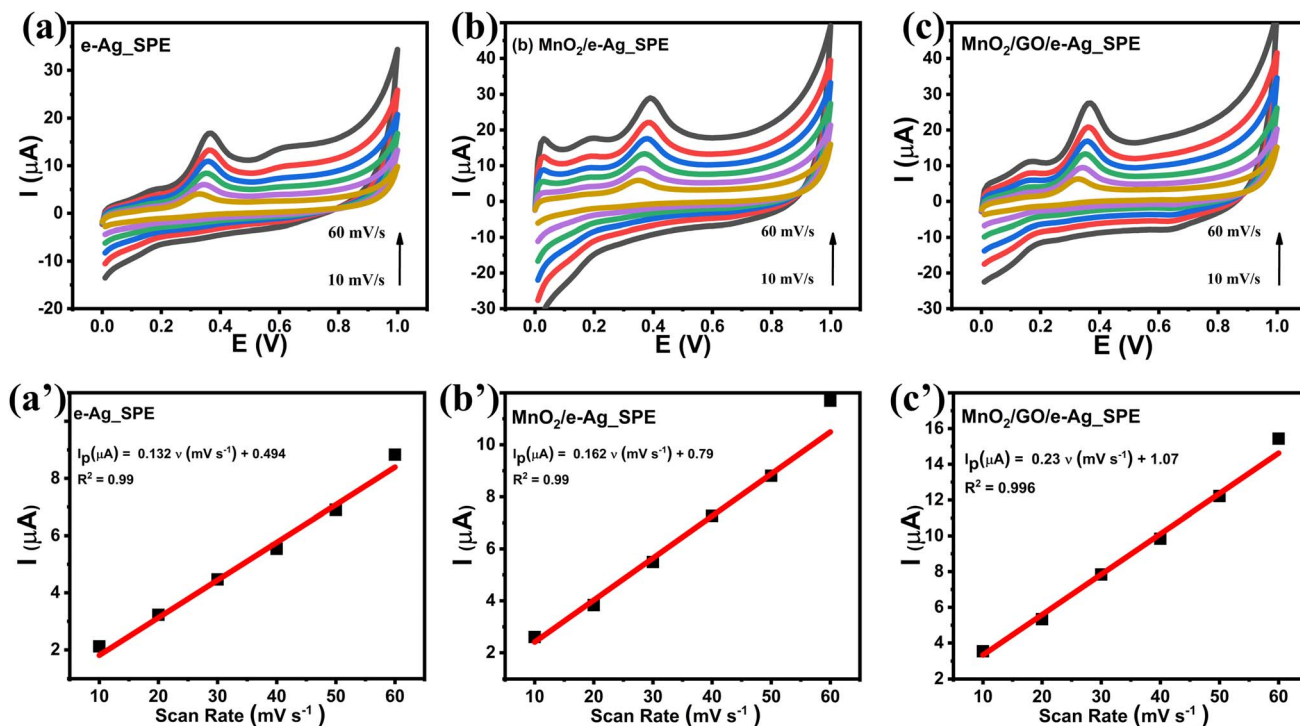 (a)
e-Ag_SPE
30
20
10
0
-10
-20
I (μA)
60 mV/s
10 mV/s
0.0 0.2 0.4 0.6 0.8 1.0
E (V)
(b)
(b) MnO₂/e-Ag_SPE
40
30
20
10
0
-10
-20
-30
I (μA)
60 mV/s
10 mV/s
0.0 0.2 0.4 0.6 0.8 1.0
E (V)
(c)
MnO₂/GO/e-Ag_SPE
50
40
30
20
10
0
-10
-20
-30
I (μA)
60 mV/s
10 mV/s
0.0 0.2 0.4 0.6 0.8 1.0
E (V)
(a')
e-Ag_SPE
Ip(μA) = 0.132 ν (mV s⁻¹) + 0.494
R² = 0.99
8
6
4
2
I (μA)
10 20 30 40 50 60
Scan Rate (mV s⁻¹)
(b')
MnO₂/e-Ag_SPE
Ip(μA) = 0.162 ν (mV s⁻¹) + 0.79
R² = 0.99
10
8
6
4
2
I (μA)
10 20 30 40 50 60
Scan Rate (mV s⁻¹)
(c')
MnO₂/GO/e-Ag_SPE
Ip(μA) = 0.23 ν (mV s⁻¹) + 1.07
R² = 0.996
18
16
14
12
10
8
6
4
2
I (μA)
10 20 30 40 50 60
Scan Rate (mV s⁻¹)